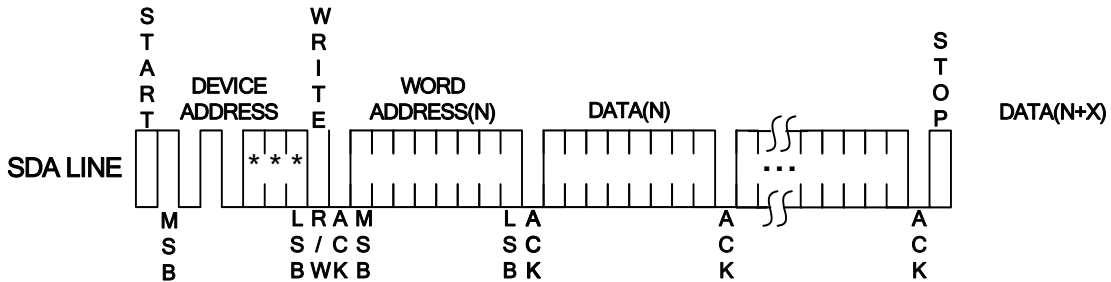 START
WRITE
STOP
DEVICE
ADDRESS
WORD
ADDRESS(N)
DATA(N)
DATA(N+X)
SDA LINE
* * *
...
MSB
LSB
R/W
ACK
MSB
LSB
ACK
ACK
ACK